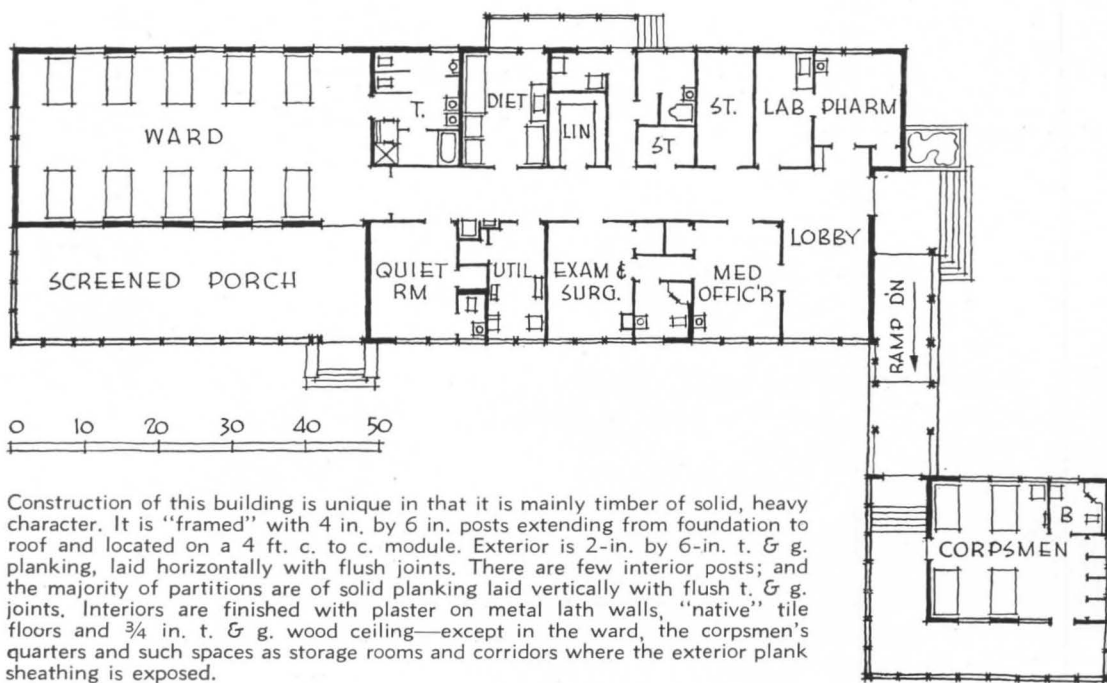 WARD
T.
DIET
LIN
ST
ST.
LAB
PHARM
SCREENED PORCH
QUIET
RM
UTIL
EXAM &
SURG.
MED
OFFIC'R
LOBBY
RAMP D'N
0 10 20 30 40 50
CORPSMEN
B
Construction of this building is unique in that it is mainly timber of solid, heavy
character. It is "framed" with 4 in. by 6 in. posts extending from foundation to
roof and located on a 4 ft. c. to c. module. Exterior is 2-in. by 6-in. t. & g.
planking, laid horizontally with flush joints. There are few interior posts; and
the majority of partitions are of solid planking laid vertically with flush t. & g.
joints. Interiors are finished with plaster on metal lath walls, "native" tile
floors and ¾ in. t. & g. wood ceiling—except in the ward, the corpsmen's
quarters and such spaces as storage rooms and corridors where the exterior plank
sheathing is exposed.